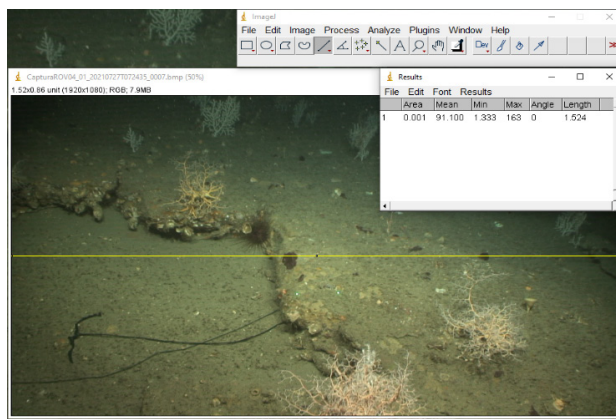 ImageJ
File Edit Image Process Analyze Plugins Window Help
A Dev
CapturaROV04_01_20210727T072435_0007.bmp (50%)
1.52x0.86 unit (1920x1080); RGB; 7.9MB
Results
File Edit Font Results
Area Mean Min Max Angle Length
1 0.001 91.100 1.333 163 0 1.524